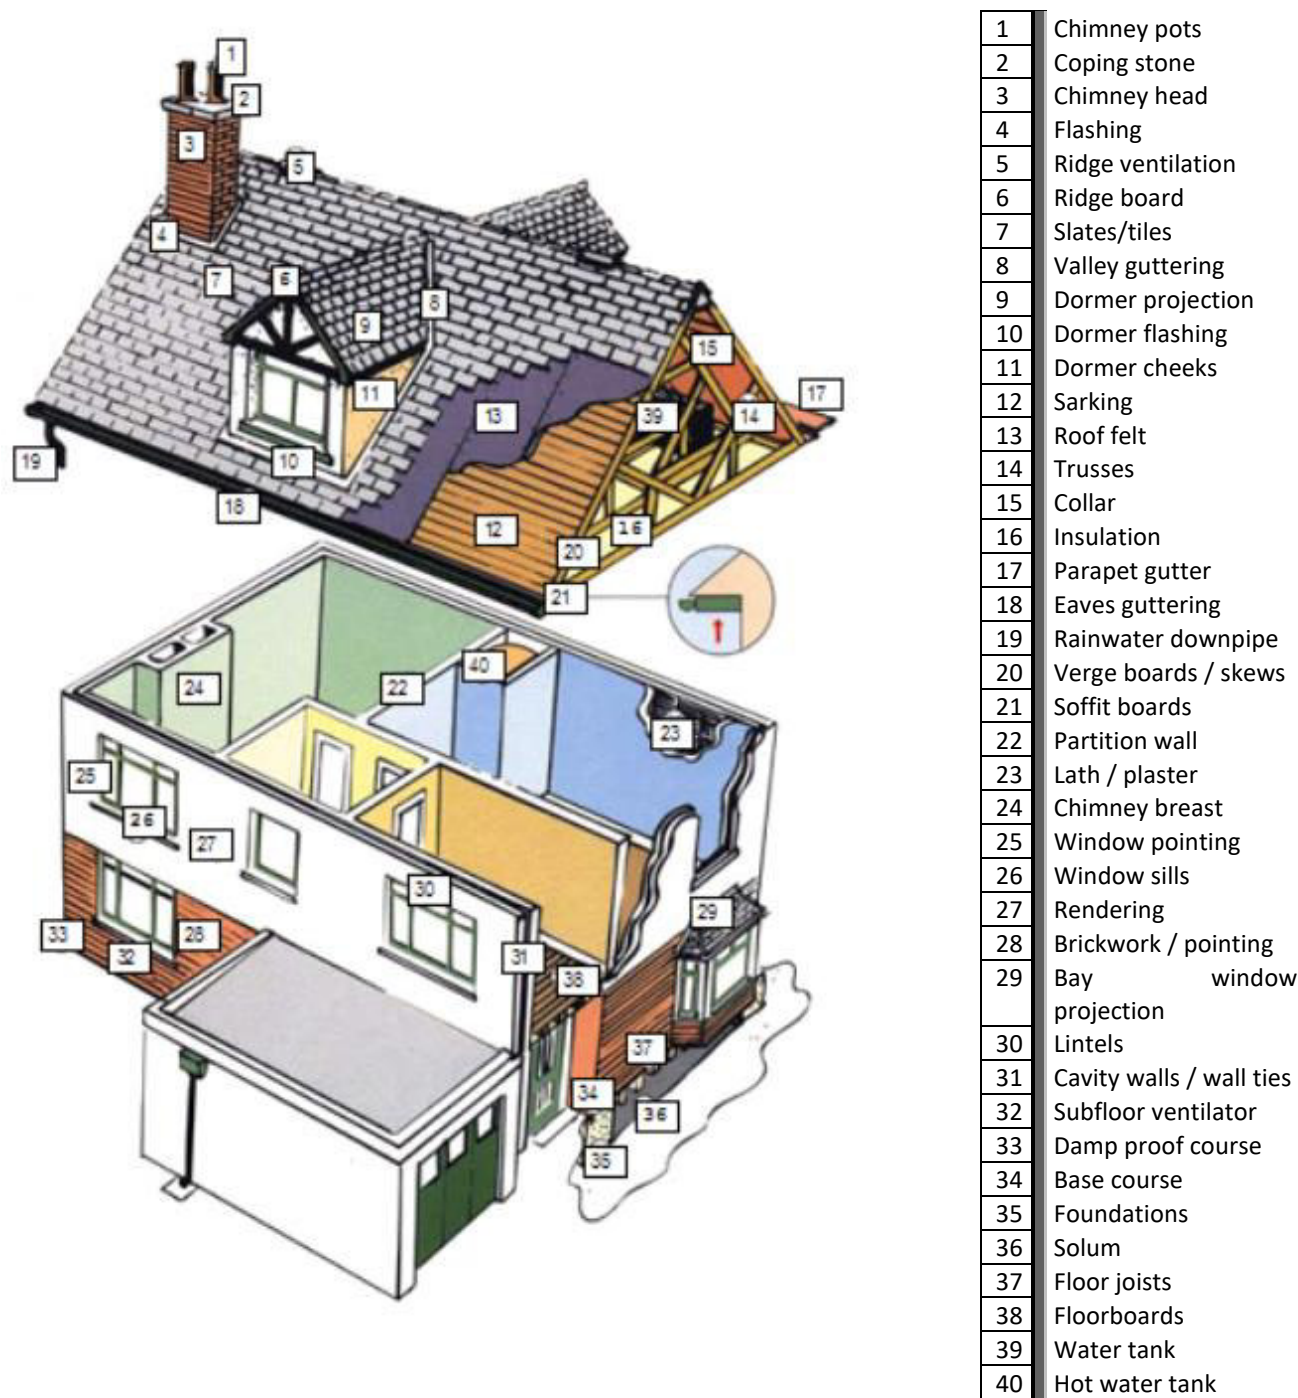 1
2
3
5
4
7
6
8
9
15
11
17
13
39
14
10
19
18
12
16
20
21
40
24
22
23
25
26
27
30
29
33
28
32
31
38
37
34
36
35
1 Chimney pots
2 Coping stone
3 Chimney head
4 Flashing
5 Ridge ventilation
6 Ridge board
7 Slates/tiles
8 Valley guttering
9 Dormer projection
10 Dormer flashing
11 Dormer cheeks
12 Sarking
13 Roof felt
14 Trusses
15 Collar
16 Insulation
17 Parapet gutter
18 Eaves guttering
19 Rainwater downpipe
20 Verge boards / skews
21 Soffit boards
22 Partition wall
23 Lath / plaster
24 Chimney breast
25 Window pointing
26 Window sills
27 Rendering
28 Brickwork / pointing
29 Bay window
projection
30 Lintels
31 Cavity walls / wall ties
32 Subfloor ventilator
33 Damp proof course
34 Base course
35 Foundations
36 Solum
37 Floor joists
38 Floorboards
39 Water tank
40 Hot water tank